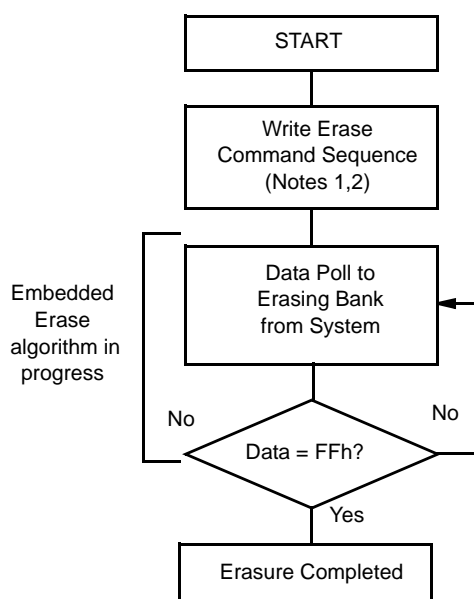 START
Write Erase
Command Sequence
(Notes 1,2)
Data Poll to
Erasing Bank
from System
Embedded
Erase
algorithm in
progress
No
No
Data = FFh?
Yes
Erasure Completed